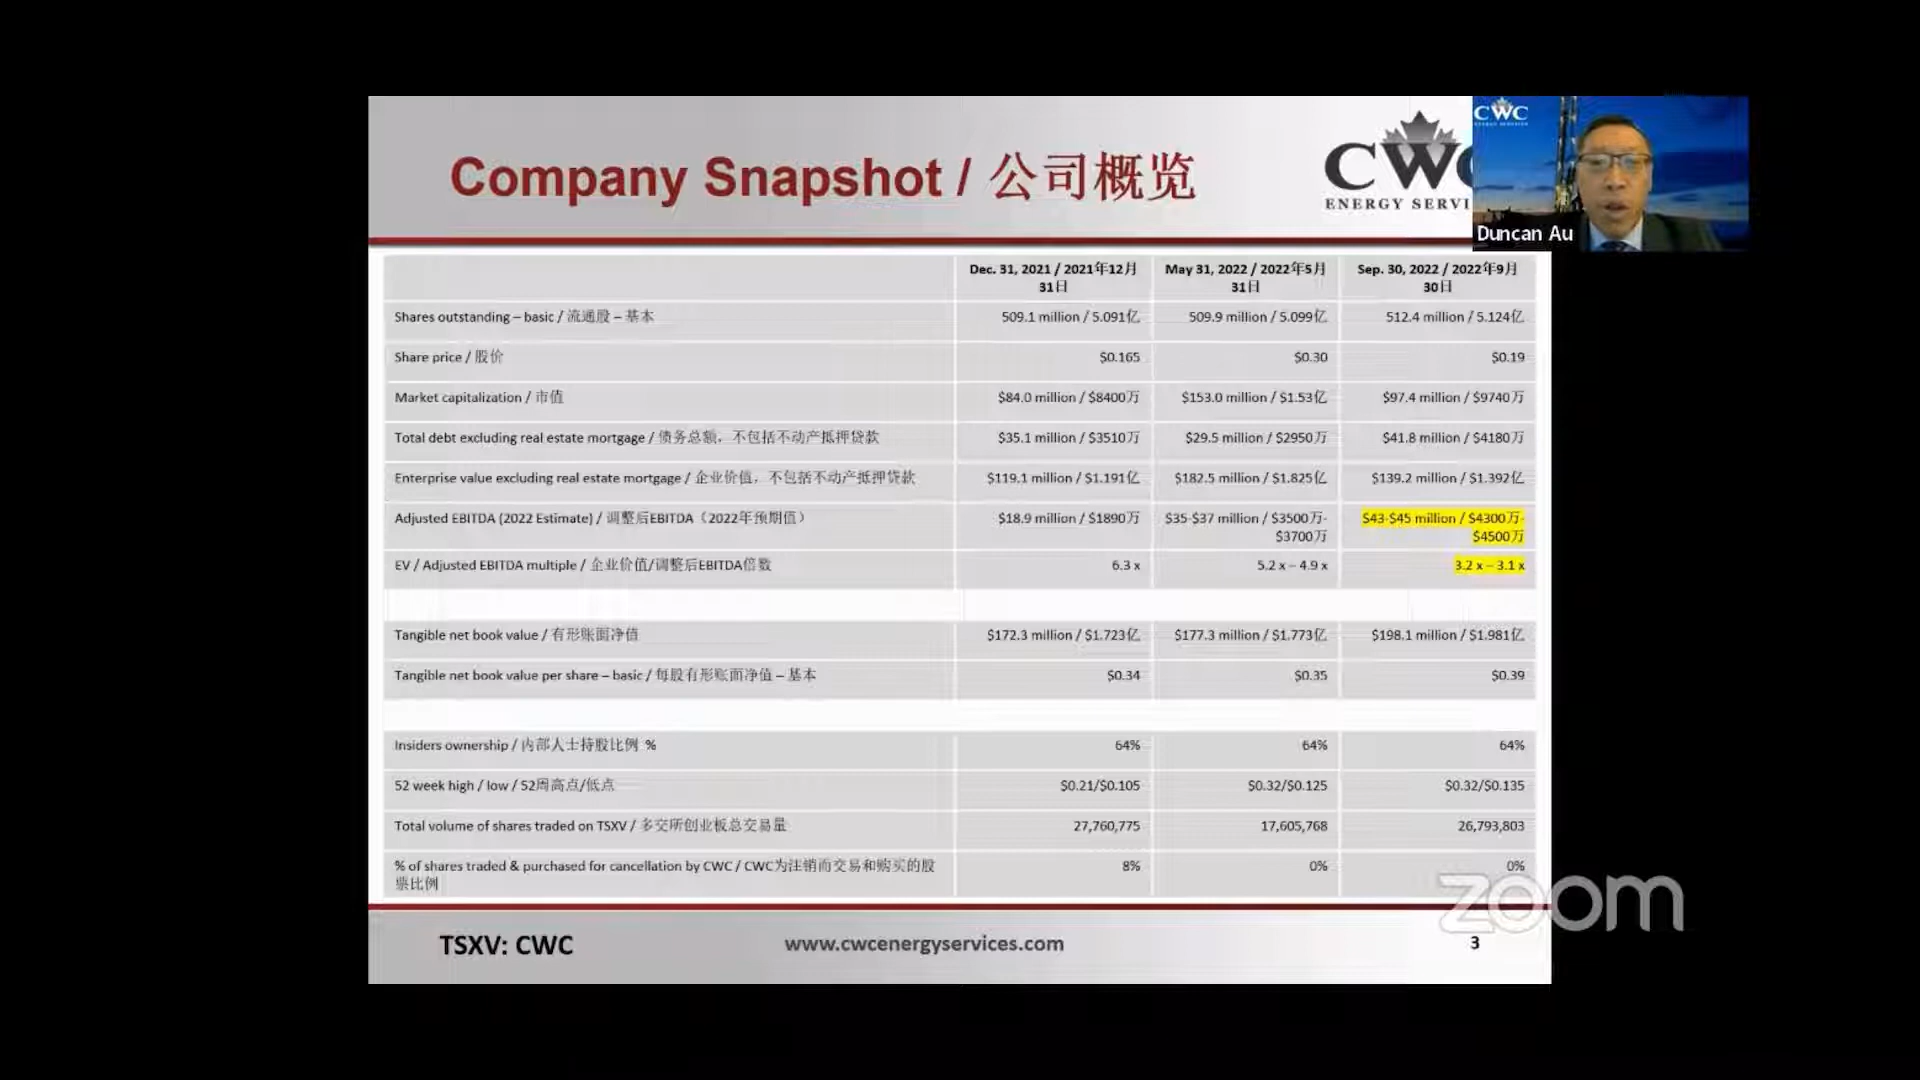 Company Snapshot / 公司概览
CWC
ENERGY SERVI
CWC
Duncan Au
Dec. 31, 2021 / 2021年12月31日
May 31, 2022 / 2022年5月31日
Sep. 30, 2022 / 2022年9月30日
Shares outstanding – basic / 流通股 – 基本 509.1 million / 5.091亿 509.9 million / 5.099亿 512.4 million / 5.124亿
Share price / 股价 $0.165 $0.30 $0.19
Market capitalization / 市值 $84.0 million / $8400万 $153.0 million / $1.53亿 $97.4 million / $9740万
Total debt excluding real estate mortgage / 债务总额，不包括不动产抵押贷款 $35.1 million / $3510万 $29.5 million / $2950万 $41.8 million / $4180万
Enterprise value excluding real estate mortgage / 企业价值，不包括不动产抵押贷款 $119.1 million / $1.191亿 $182.5 million / $1.825亿 $139.2 million / $1.392亿
Adjusted EBITDA (2022 Estimate) / 调整后EBITDA（2022年预期值） $18.9 million / $1890万 $35-$37 million / $3500万-$3700万 $43-$45 million / $4300万-$4500万
EV / Adjusted EBITDA multiple / 企业价值/调整后EBITDA倍数 6.3 x 5.2 x – 4.9 x 3.2 x – 3.1 x
Tangible net book value / 有形账面净值 $172.3 million / $1.723亿 $177.3 million / $1.773亿 $198.1 million / $1.981亿
Tangible net book value per share – basic / 每股有形账面净值 – 基本 $0.34 $0.35 $0.39
Insiders ownership / 内部人士持股比例 % 64% 64% 64%
52 week high / low / 52周高点/低点 $0.21/$0.105 $0.32/$0.125 $0.32/$0.135
Total volume of shares traded on TSXV / 多交所创业板总交易量 27,760,775 17,605,768 26,793,803
% of shares traded & purchased for cancellation by CWC / CWC为注销而交易和购买的股票比例 8% 0% 0%
zoom
TSXV: CWC www.cwcenergyservices.com 3